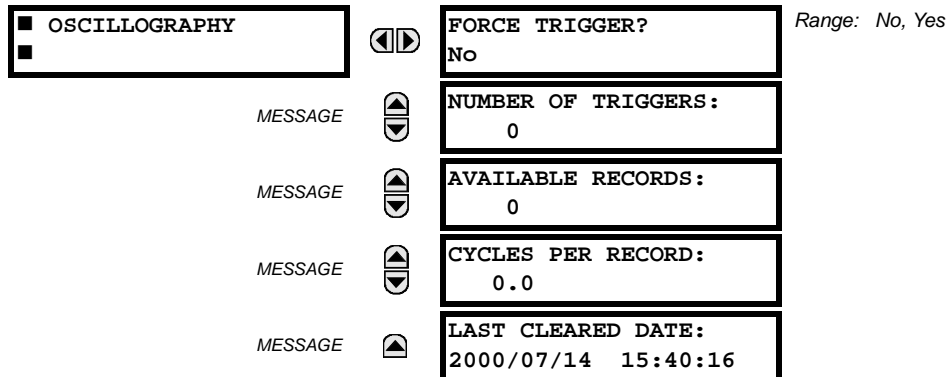 ■ OSCILLOGRAPHY
■
FORCE TRIGGER?
No
Range: No, Yes
MESSAGE
NUMBER OF TRIGGERS:
0
MESSAGE
AVAILABLE RECORDS:
0
MESSAGE
CYCLES PER RECORD:
0.0
MESSAGE
LAST CLEARED DATE:
2000/07/14 15:40:16